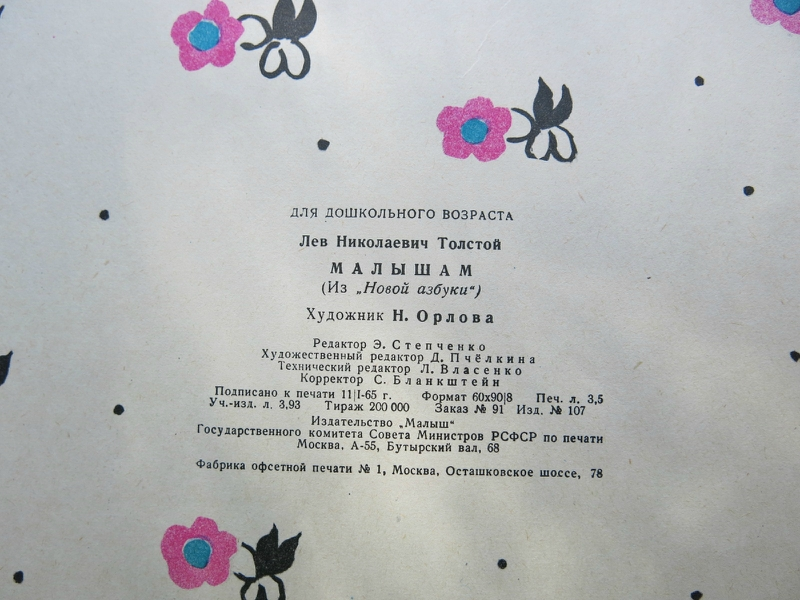 ДЛЯ ДОШКОЛЬНОГО ВОЗРАСТА
Лев Николаевич Толстой
МАЛЫШАМ
(Из „Новой азбуки“)
Художник Н. Орлова
Редактор Э. Степченко
Художественный редактор Д. Пчёлкина
Технический редактор Л. Власенко
Корректор С. Бланкштейн
Подписано к печати 11|I-65 г. Формат 60х90|8 Печ. л. 3,5
Уч.-изд. л. 3,93 Тираж 200 000 Заказ № 91 Изд. № 107
Издательство „Малыш“
Государственного комитета Совета Министров РСФСР по печати
Москва, А-55, Бутырский вал, 68
Фабрика офсетной печати № 1, Москва, Осташковское шоссе, 78